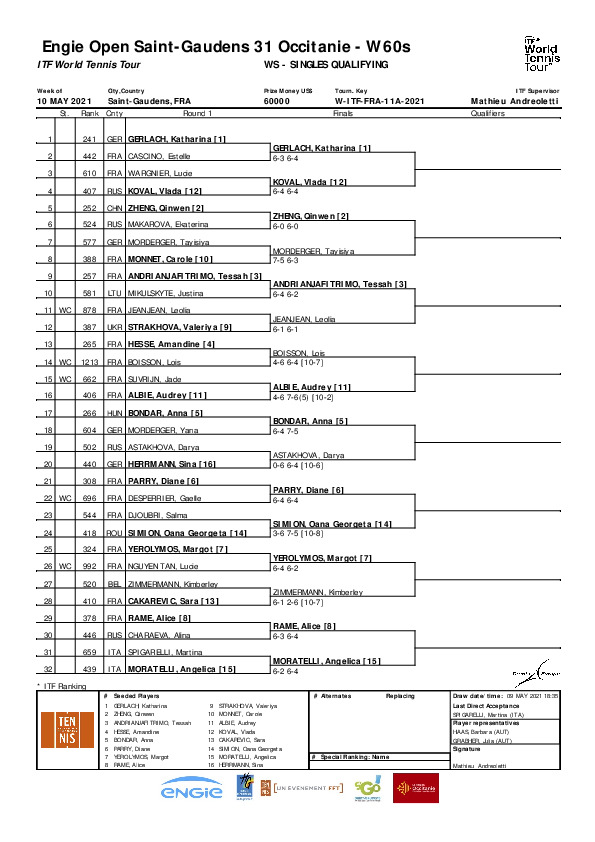 Engie Open Saint-Gaudens 31 Occitanie - W60s
ITF World Tennis Tour WS - SINGLES QUALIFYING
ITF World Tennis Tour
Week of City,Country Prize Money US$ Tourn. Key ITF Supervisor
10 MAY 2021 Saint-Gaudens, FRA 60000 W-ITF-FRA-11A-2021 Mathieu Andreoletti
St. Rank Cnty Round 1 Finals Qualifiers
1 241 GER GERLACH, Katharina [1]
GERLACH, Katharina [1]
2 442 FRA CASCINO, Estelle
6-3 6-4
3 610 FRA WARGNIER, Lucie
KOVAL, Vlada [12]
4 407 RUS KOVAL, Vlada [12]
6-4 6-4
5 252 CHN ZHENG, Qinwen [2]
ZHENG, Qinwen [2]
6 524 RUS MAKAROVA, Ekaterina
6-0 6-0
7 577 GER MORDERGER, Tayisiya
MORDERGER, Tayisiya
8 388 FRA MONNET, Carole [10]
7-5 6-3
9 257 FRA ANDRIANJAFITRIMO, Tessah [3]
ANDRIANJAFITRIMO, Tessah [3]
10 581 LTU MIKULSKYTE, Justina
6-4 6-2
11 WC 878 FRA JEANJEAN, Leolia
JEANJEAN, Leolia
12 387 UKR STRAKHOVA, Valeriya [9]
6-1 6-1
13 265 FRA HESSE, Amandine [4]
BOISSON, Lois
14 WC 1213 FRA BOISSON, Lois
4-6 6-4 [10-7]
15 WC 662 FRA SUVRIJN, Jade
ALBIE, Audrey [11]
16 406 FRA ALBIE, Audrey [11]
4-6 7-6(5) [10-2]
17 266 HUN BONDAR, Anna [5]
BONDAR, Anna [5]
18 604 GER MORDERGER, Yana
6-4 7-5
19 502 RUS ASTAKHOVA, Darya
ASTAKHOVA, Darya
20 440 GER HERRMANN, Sina [16]
0-6 6-4 [10-6]
21 308 FRA PARRY, Diane [6]
PARRY, Diane [6]
22 WC 696 FRA DESPERRIER, Gaelle
6-4 6-4
23 544 FRA DJOUBRI, Salma
SIMION, Oana Georgeta [14]
24 418 ROU SIMION, Oana Georgeta [14]
3-6 7-5 [10-8]
25 324 FRA YEROLYMOS, Margot [7]
YEROLYMOS, Margot [7]
26 WC 992 FRA NGUYEN TAN, Lucie
6-4 6-2
27 520 BEL ZIMMERMANN, Kimberley
ZIMMERMANN, Kimberley
28 410 FRA CAKAREVIC, Sara [13]
6-1 2-6 [10-7]
29 378 FRA RAME, Alice [8]
RAME, Alice [8]
30 446 RUS CHARAEVA, Alina
6-3 6-4
31 659 ITA SPIGARELLI, Martina
MORATELLI, Angelica [15]
32 439 ITA MORATELLI, Angelica [15]
6-2 6-4
* ITF Ranking
# Seeded Players # Alternates Replacing Draw date/ time: 09 MAY 2021 18:35
1 GERLACH, Katharina 9 STRAKHOVA, Valeriya Last Direct Acceptance
2 ZHENG, Qinwen 10 MONNET, Carole SPIGARELLI, Martina (ITA)
3 ANDRIANJAFITRIMO, Tessah 11 ALBIE, Audrey Player representatives
4 HESSE, Amandine 12 KOVAL, Vlada HAAS, Barbara (AUT)
5 BONDAR, Anna 13 CAKAREVIC, Sara GRABHER, Julia (AUT)
6 PARRY, Diane 14 SIMION, Oana Georgeta Signature
7 YEROLYMOS, Margot 15 MORATELLI, Angelica # Special Ranking: Name
8 RAME, Alice 16 HERRMANN, Sina Mathieu Andreoletti
TEN NIS
ENGIE
[UN EVENEMENT FFT]
GO
Occitanie